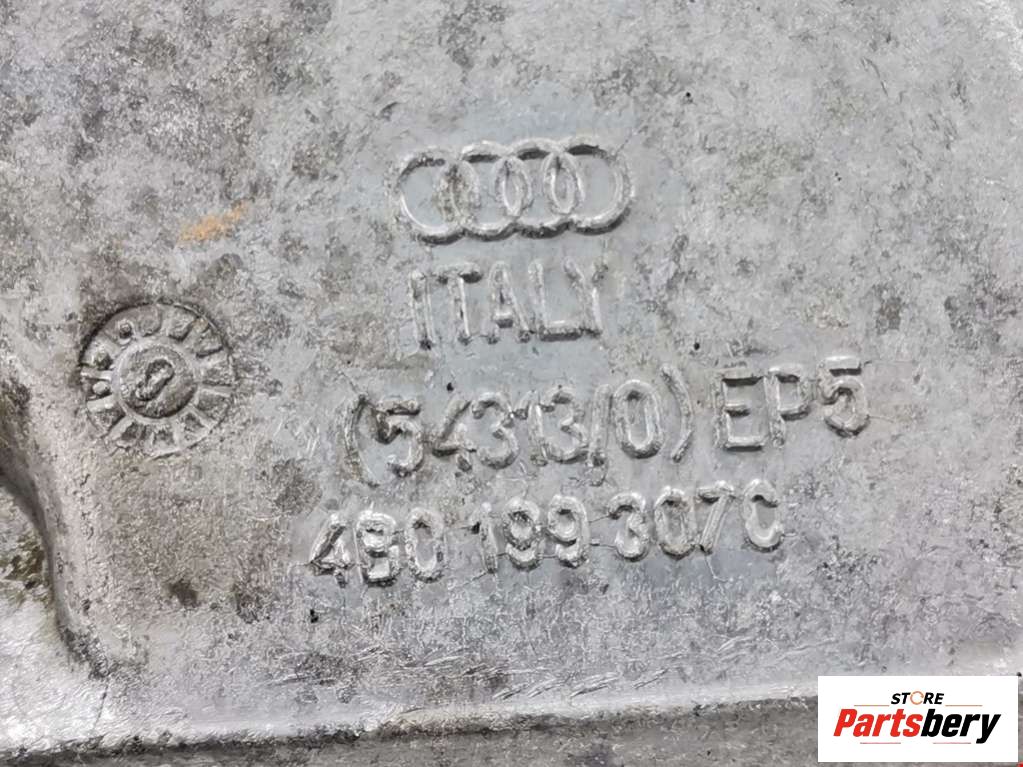 ITALY
(54313/0) EP5
4B0 199 307C
STORE
Partsbery